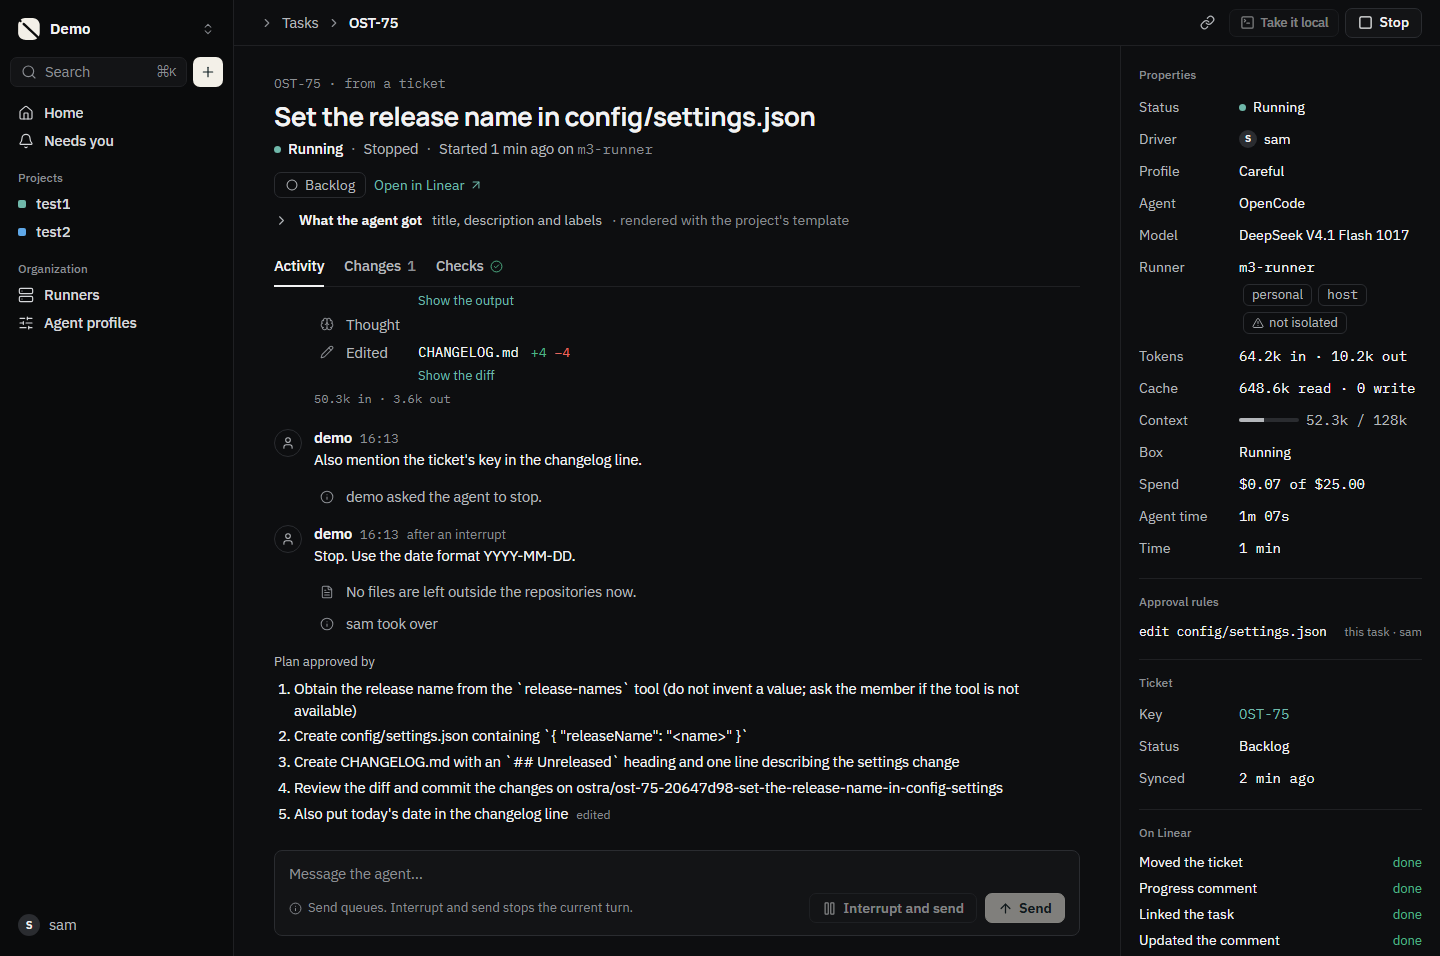 Demo
Search ⌘K
Home
Needs you
Projects
test1
test2
Organization
Runners
Agent profiles
S sam
Tasks OST-75
Take it local
Stop
OST-75 · from a ticket
Set the release name in config/settings.json
Running · Stopped · Started 1 min ago on m3-runner
Backlog Open in Linear
What the agent got title, description and labels · rendered with the project's template
Activity Changes 1 Checks
Show the output
Thought
Edited CHANGELOG.md +4 −4
Show the diff
50.3k in · 3.6k out
demo 16:13
Also mention the ticket's key in the changelog line.
demo asked the agent to stop.
demo 16:13 after an interrupt
Stop. Use the date format YYYY-MM-DD.
No files are left outside the repositories now.
sam took over
Plan approved by
1. Obtain the release name from the `release-names` tool (do not invent a value; ask the member if the tool is not
available)
2. Create config/settings.json containing `{ "releaseName": "<name>" }`
3. Create CHANGELOG.md with an `## Unreleased` heading and one line describing the settings change
4. Review the diff and commit the changes on ostra/ost-75-20647d98-set-the-release-name-in-config-settings
5. Also put today's date in the changelog line edited
Message the agent...
Send queues. Interrupt and send stops the current turn.
Interrupt and send
Send
Properties
Status Running
Driver S sam
Profile Careful
Agent OpenCode
Model DeepSeek V4.1 Flash 1017
Runner m3-runner
personal host
not isolated
Tokens 64.2k in · 10.2k out
Cache 648.6k read · 0 write
Context 52.3k / 128k
Box Running
Spend $0.07 of $25.00
Agent time 1m 07s
Time 1 min
Approval rules
edit config/settings.json this task · sam
Ticket
Key OST-75
Status Backlog
Synced 2 min ago
On Linear
Moved the ticket done
Progress comment done
Linked the task done
Updated the comment done